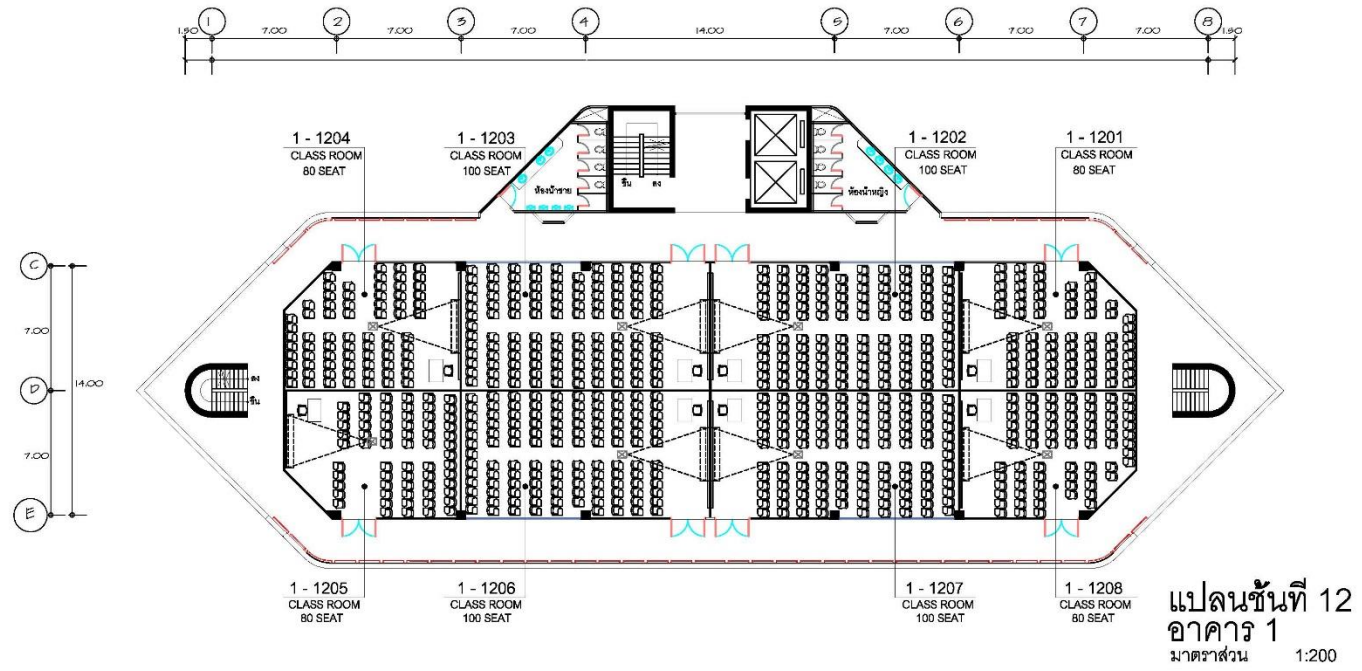 1 2 3 4 5 6 7 8
1.50 7.00 7.00 7.00 14.00 7.00 7.00 7.00 1.50
1 - 1204
CLASS ROOM
80 SEAT
1 - 1203
CLASS ROOM
100 SEAT
1 - 1202
CLASS ROOM
100 SEAT
1 - 1201
CLASS ROOM
80 SEAT
ห้องน้ำชาย
ขึ้น ลง
ห้องน้ำหญิง
C
7.00
14.00
D
7.00
E
ลง
ขึ้น
1 - 1205
CLASS ROOM
80 SEAT
1 - 1206
CLASS ROOM
100 SEAT
1 - 1207
CLASS ROOM
100 SEAT
1 - 1208
CLASS ROOM
80 SEAT
แปลนชั้นที่ 12
อาคาร 1
มาตราส่วน 1:200